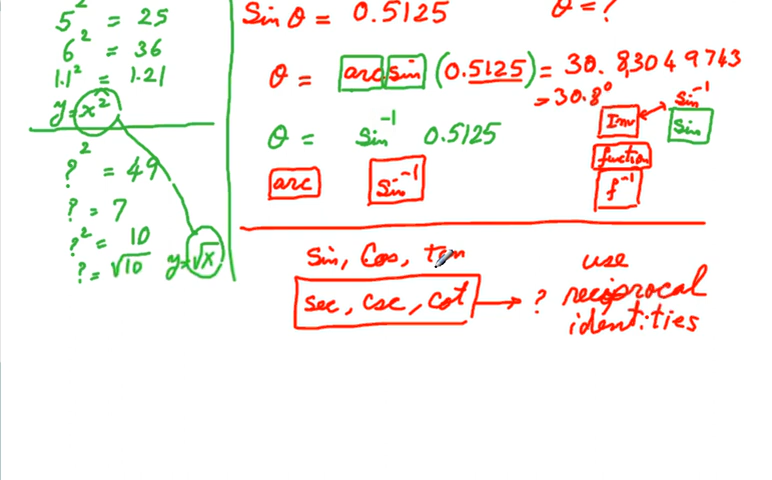 5² = 25
6² = 36
1.1² = 1.21
y = x²
?² = 49
? = 7
?² = 10
? = √10 y = √x
Sin θ = 0.5125 θ = ?
θ = arc sin (0.5125) = 30.83049743
= 30.8°
Inv sin⁻¹
Sin
θ = sin⁻¹ 0.5125
function
arc sin⁻¹ f⁻¹
Sin, Cos, tan use
sec, csc, cot → ? reciprocal
identities